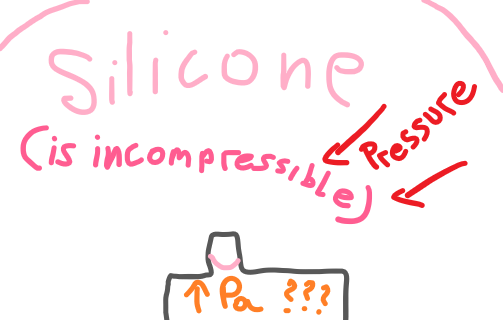 Silicone
(is incompressible)
Pressure
↑ Pa ???